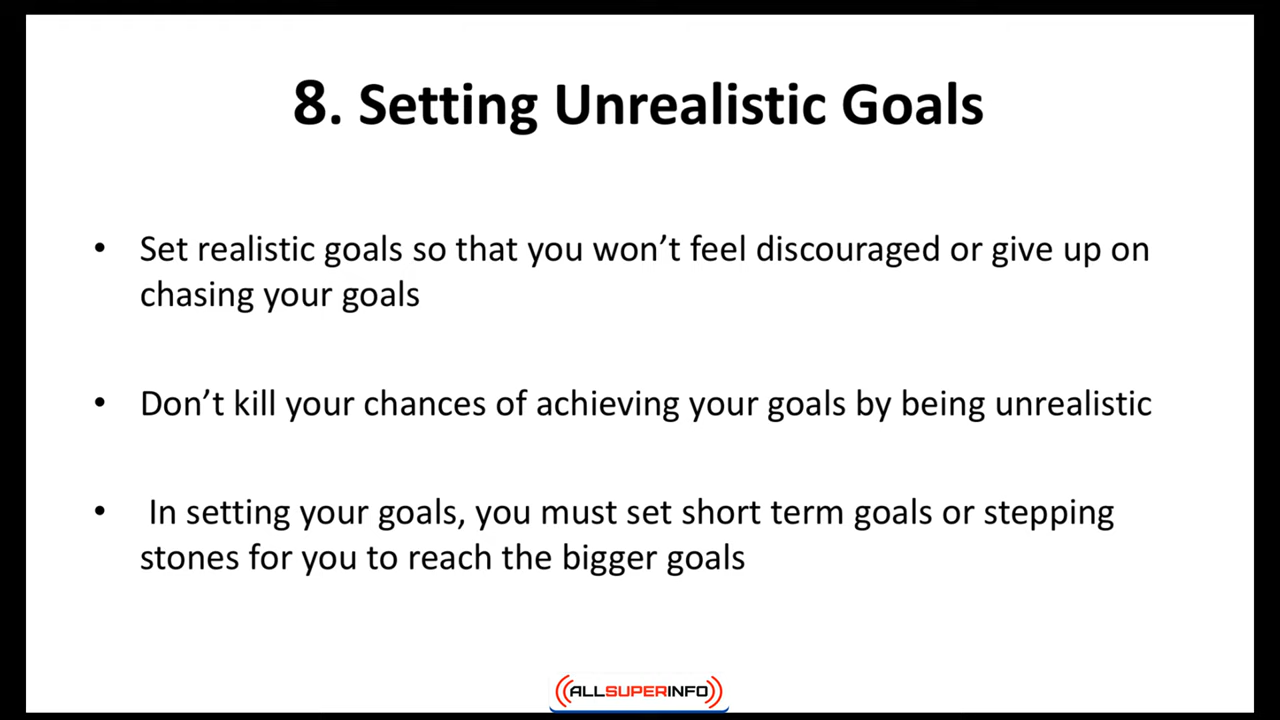 8. Setting Unrealistic Goals
• Set realistic goals so that you won’t feel discouraged or give up on
chasing your goals
• Don’t kill your chances of achieving your goals by being unrealistic
• In setting your goals, you must set short term goals or stepping
stones for you to reach the bigger goals
ALLSUPERINFO